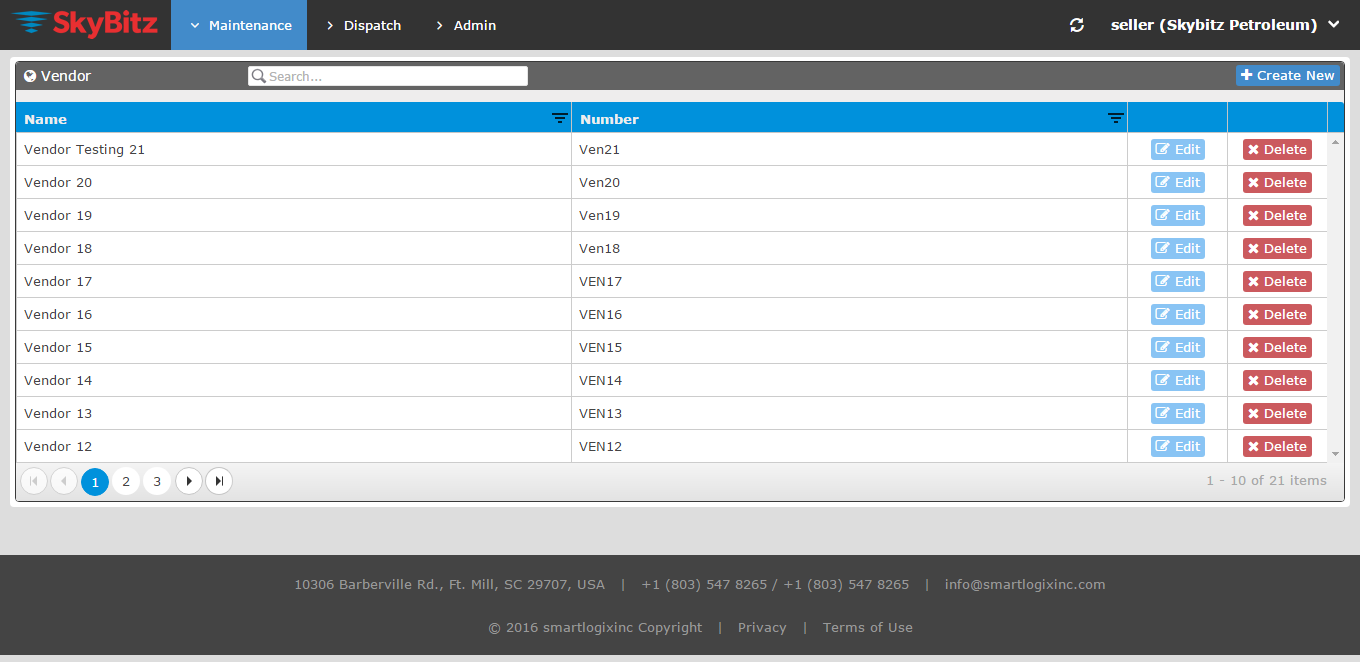 SkyBitz Maintenance Dispatch Admin seller (Skybitz Petroleum)
Vendor Search... Create New
Name Number
Vendor Testing 21 Ven21 Edit Delete
Vendor 20 Ven20 Edit Delete
Vendor 19 Ven19 Edit Delete
Vendor 18 Ven18 Edit Delete
Vendor 17 VEN17 Edit Delete
Vendor 16 VEN16 Edit Delete
Vendor 15 VEN15 Edit Delete
Vendor 14 VEN14 Edit Delete
Vendor 13 VEN13 Edit Delete
Vendor 12 VEN12 Edit Delete
1 2 3 1 - 10 of 21 items
10306 Barberville Rd., Ft. Mill, SC 29707, USA | +1 (803) 547 8265 / +1 (803) 547 8265 | info@smartlogixinc.com
© 2016 smartlogixinc Copyright | Privacy | Terms of Use